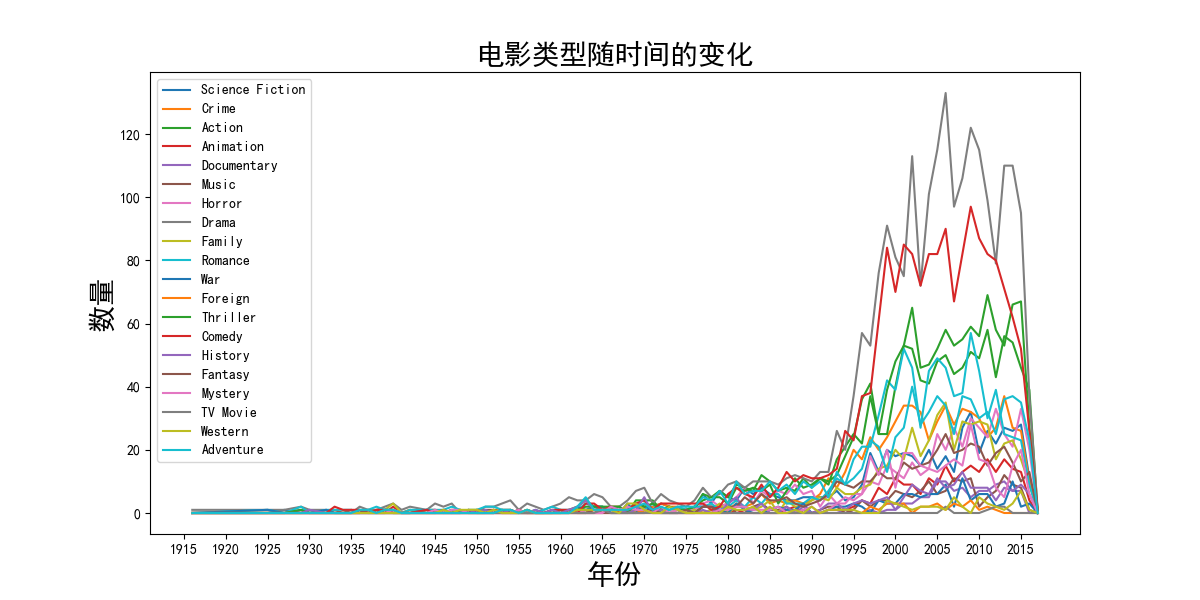 电影类型随时间的变化
Science Fiction
Crime
Action
Animation
Documentary
Music
Horror
Drama
Family
Romance
War
Foreign
Thriller
Comedy
History
Fantasy
Mystery
TV Movie
Western
Adventure
数量
120
100
80
60
40
20
0
1915 1920 1925 1930 1935 1940 1945 1950 1955 1960 1965 1970 1975 1980 1985 1990 1995 2000 2005 2010 2015
年份